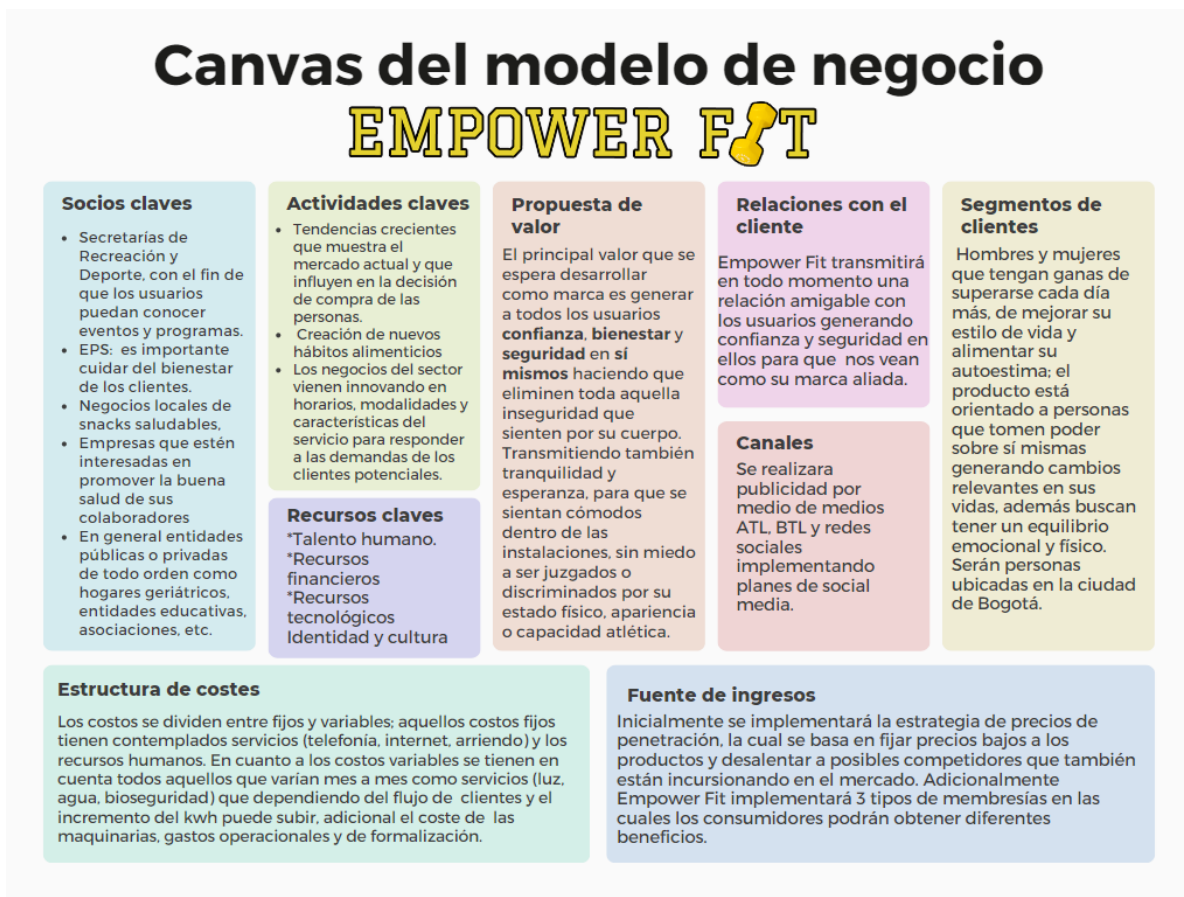 Canvas del modelo de negocio
EMPOWER FIT
Socios claves
• Secretarías de
Recreación y
Deporte, con el fin de
que los usuarios
puedan conocer
eventos y programas.
• EPS: es importante
cuidar del bienestar
de los clientes.
• Negocios locales de
snacks saludables,
• Empresas que estén
interesadas en
promover la buena
salud de sus
colaboradores
• En general entidades
públicas o privadas
de todo orden como
hogares geriátricos,
entidades educativas,
asociaciones, etc.
Actividades claves
• Tendencias crecientes
que muestra el
mercado actual y que
influyen en la decisión
de compra de las
personas.
• Creación de nuevos
hábitos alimenticios
• Los negocios del sector
vienen innovando en
horarios, modalidades y
características del
servicio para responder
a las demandas de los
clientes potenciales.
Recursos claves
*Talento humano.
*Recursos
financieros
*Recursos
tecnológicos
Identidad y cultura
Propuesta de
valor
El principal valor que se
espera desarrollar
como marca es generar
a todos los usuarios
confianza, bienestar y
seguridad en sí
mismos haciendo que
eliminen toda aquella
inseguridad que
sienten por su cuerpo.
Transmitiendo también
tranquilidad y
esperanza, para que se
sientan cómodos
dentro de las
instalaciones, sin miedo
a ser juzgados o
discriminados por su
estado físico, apariencia
o capacidad atlética.
Relaciones con el
cliente
Empower Fit transmitirá
en todo momento una
relación amigable con
los usuarios generando
confianza y seguridad en
ellos para que nos vean
como su marca aliada.
Canales
Se realizara
publicidad por
medio de medios
ATL, BTL y redes
sociales
implementando
planes de social
media.
Segmentos de
clientes
Hombres y mujeres
que tengan ganas de
superarse cada día
más, de mejorar su
estilo de vida y
alimentar su
autoestima; el
producto está
orientado a personas
que tomen poder
sobre sí mismas
generando cambios
relevantes en sus
vidas, además buscan
tener un equilibrio
emocional y físico.
Serán personas
ubicadas en la ciudad
de Bogotá.
Estructura de costes
Los costos se dividen entre fijos y variables; aquellos costos fijos
tienen contemplados servicios (telefonía, internet, arriendo) y los
recursos humanos. En cuanto a los costos variables se tienen en
cuenta todos aquellos que varían mes a mes como servicios (luz,
agua, bioseguridad) que dependiendo del flujo de clientes y el
incremento del kwh puede subir, adicional el coste de las
maquinarias, gastos operacionales y de formalización.
Fuente de ingresos
Inicialmente se implementará la estrategia de precios de
penetración, la cual se basa en fijar precios bajos a los
productos y desalentar a posibles competidores que también
están incursionando en el mercado. Adicionalmente
Empower Fit implementará 3 tipos de membresías en las
cuales los consumidores podrán obtener diferentes
beneficios.